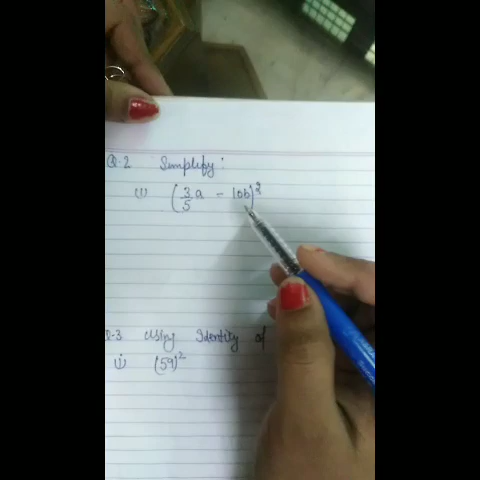 Q.2 Simplify:
(i) (3/5 a - 10b)²
Q.3 Using Identity of
(i) (59)²